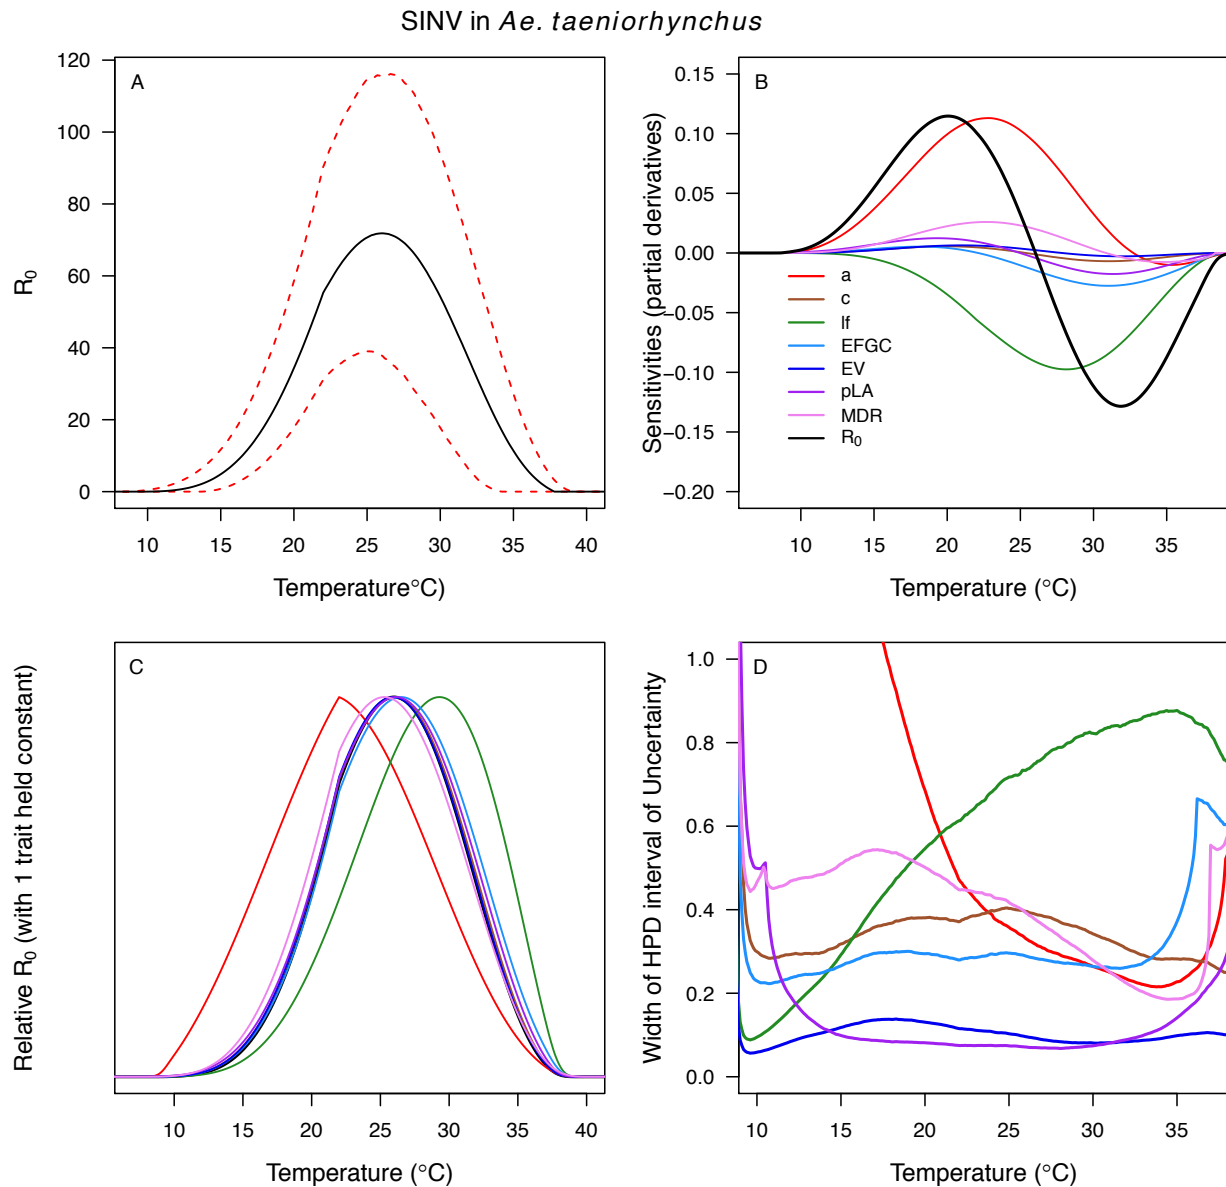 SINV in Ae. taeniorhynchus
A
R0
120
100
80
60
40
20
0
10 15 20 25 30 35 40
Temperature°C)
B
Sensitivities (partial derivatives)
0.15
0.10
0.05
0.00
−0.05
−0.10
−0.15
−0.20
a
c
lf
EFGC
EV
pLA
MDR
R0
10 15 20 25 30 35
Temperature (°C)
C
Relative R0 (with 1 trait held constant)
10 15 20 25 30 35 40
Temperature (°C)
D
Width of HPD interval of Uncertainty
1.0
0.8
0.6
0.4
0.2
0.0
10 15 20 25 30 35
Temperature (°C)